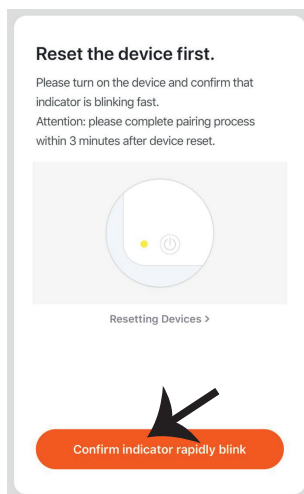 Reset the device first.
Please turn on the device and confirm that
indicator is blinking fast.
Attention: please complete pairing process
within 3 minutes after device reset.
Resetting Devices >
Confirm indicator rapidly blink